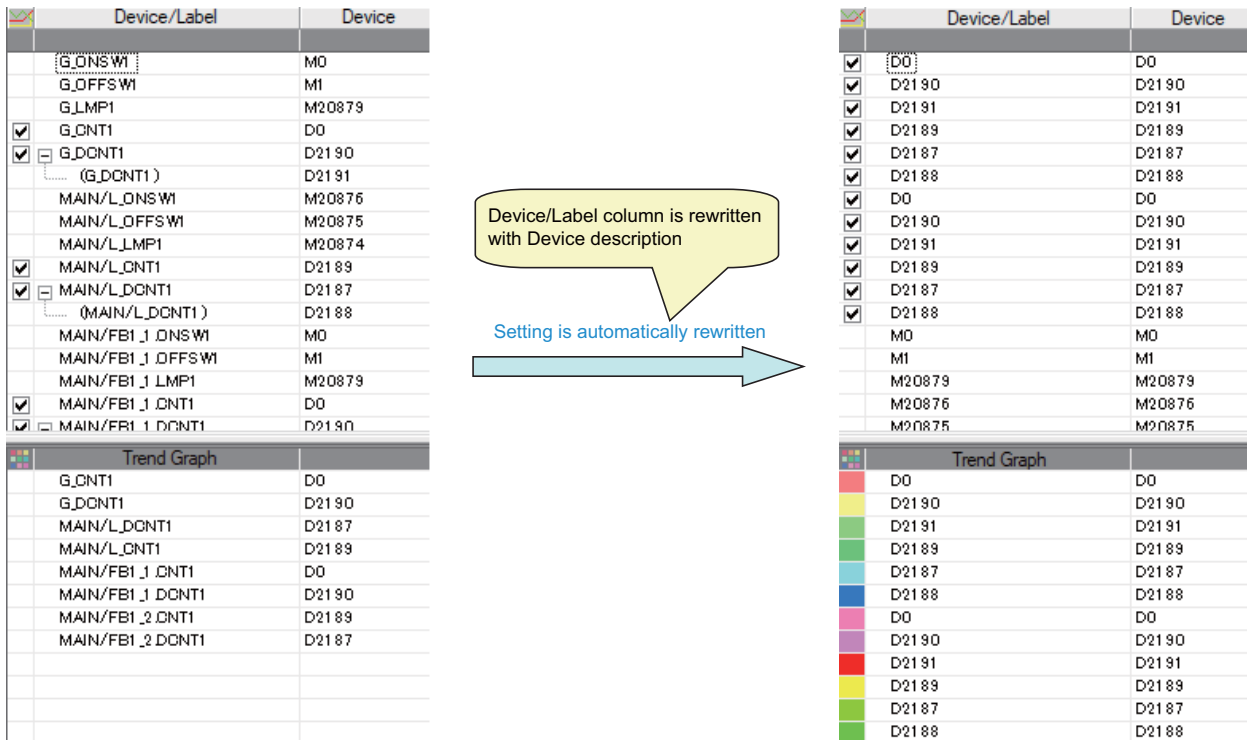 Device/Label Device
G_ONSW1 M0
G_OFFSW1 M1
G_LMP1 M20879
G_CNT1 D0
G_DCNT1 D2190
(G_DCNT1) D2191
MAIN/L_ONSW1 M20876
MAIN/L_OFFSW1 M20875
MAIN/L_LMP1 M20874
MAIN/L_CNT1 D2189
MAIN/L_DCNT1 D2187
(MAIN/L_DCNT1) D2188
MAIN/FB1_1.ONSW1 M0
MAIN/FB1_1.OFFSW1 M1
MAIN/FB1_1.LMP1 M20879
MAIN/FB1_1.CNT1 D0
MAIN/FB1_1.DCNT1 D2190
Trend Graph
G_CNT1 D0
G_DCNT1 D2190
MAIN/L_DCNT1 D2187
MAIN/L_CNT1 D2189
MAIN/FB1_1.CNT1 D0
MAIN/FB1_1.DCNT1 D2190
MAIN/FB1_2.CNT1 D2189
MAIN/FB1_2.DCNT1 D2187
Device/Label column is rewritten
with Device description
Setting is automatically rewritten
Device/Label Device
D0 D0
D2190 D2190
D2191 D2191
D2189 D2189
D2187 D2187
D2188 D2188
D0 D0
D2190 D2190
D2191 D2191
D2189 D2189
D2187 D2187
D2188 D2188
M0 M0
M1 M1
M20879 M20879
M20876 M20876
M20875 M20875
Trend Graph
D0 D0
D2190 D2190
D2191 D2191
D2189 D2189
D2187 D2187
D2188 D2188
D0 D0
D2190 D2190
D2191 D2191
D2189 D2189
D2187 D2187
D2188 D2188